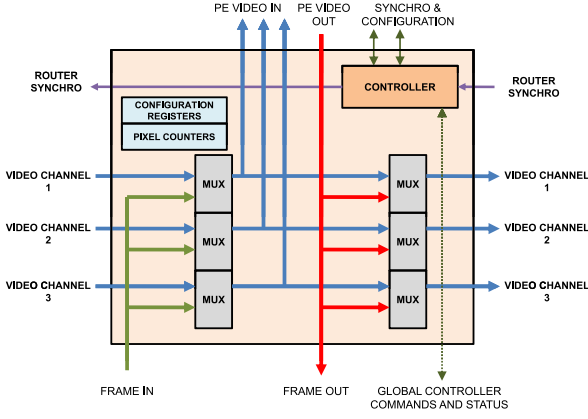 PE VIDEO IN
PE VIDEO OUT
SYNCHRO & CONFIGURATION
ROUTER SYNCHRO
CONTROLLER
ROUTER SYNCHRO
CONFIGURATION REGISTERS
PIXEL COUNTERS
VIDEO CHANNEL 1
MUX
MUX
VIDEO CHANNEL 1
VIDEO CHANNEL 2
MUX
MUX
VIDEO CHANNEL 2
VIDEO CHANNEL 3
MUX
MUX
VIDEO CHANNEL 3
FRAME IN
FRAME OUT
GLOBAL CONTROLLER COMMANDS AND STATUS